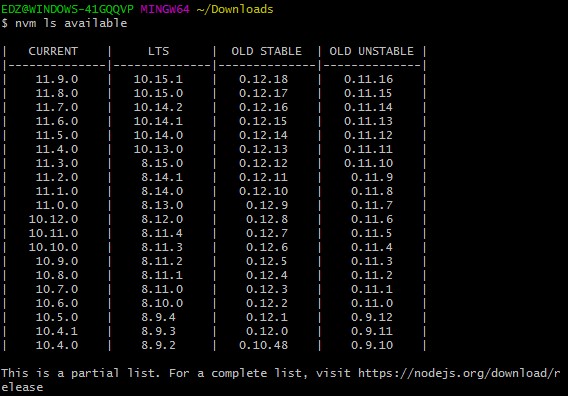 EDZ@WINDOWS-41GQQVP MINGW64 ~/Downloads
$ nvm ls available

|   CURRENT    |     LTS      |  OLD STABLE  | OLD UNSTABLE |
|--------------|--------------|--------------|--------------|
|    11.9.0    |   10.15.1    |   0.12.18    |   0.11.16    |
|    11.8.0    |   10.15.0    |   0.12.17    |   0.11.15    |
|    11.7.0    |   10.14.2    |   0.12.16    |   0.11.14    |
|    11.6.0    |   10.14.1    |   0.12.15    |   0.11.13    |
|    11.5.0    |   10.14.0    |   0.12.14    |   0.11.12    |
|    11.4.0    |   10.13.0    |   0.12.13    |   0.11.11    |
|    11.3.0    |    8.15.0    |   0.12.12    |   0.11.10    |
|    11.2.0    |    8.14.1    |   0.12.11    |    0.11.9    |
|    11.1.0    |    8.14.0    |   0.12.10    |    0.11.8    |
|    11.0.0    |    8.13.0    |    0.12.9    |    0.11.7    |
|   10.12.0    |    8.12.0    |    0.12.8    |    0.11.6    |
|   10.11.0    |    8.11.4    |    0.12.7    |    0.11.5    |
|   10.10.0    |    8.11.3    |    0.12.6    |    0.11.4    |
|    10.9.0    |    8.11.2    |    0.12.5    |    0.11.3    |
|    10.8.0    |    8.11.1    |    0.12.4    |    0.11.2    |
|    10.7.0    |    8.11.0    |    0.12.3    |    0.11.1    |
|    10.6.0    |    8.10.0    |    0.12.2    |    0.11.0    |
|    10.5.0    |    8.9.4     |    0.12.1    |    0.9.12    |
|    10.4.1    |    8.9.3     |    0.12.0    |    0.9.11    |
|    10.4.0    |    8.9.2     |   0.10.48    |    0.9.10    |

This is a partial list. For a complete list, visit https://nodejs.org/download/r
elease